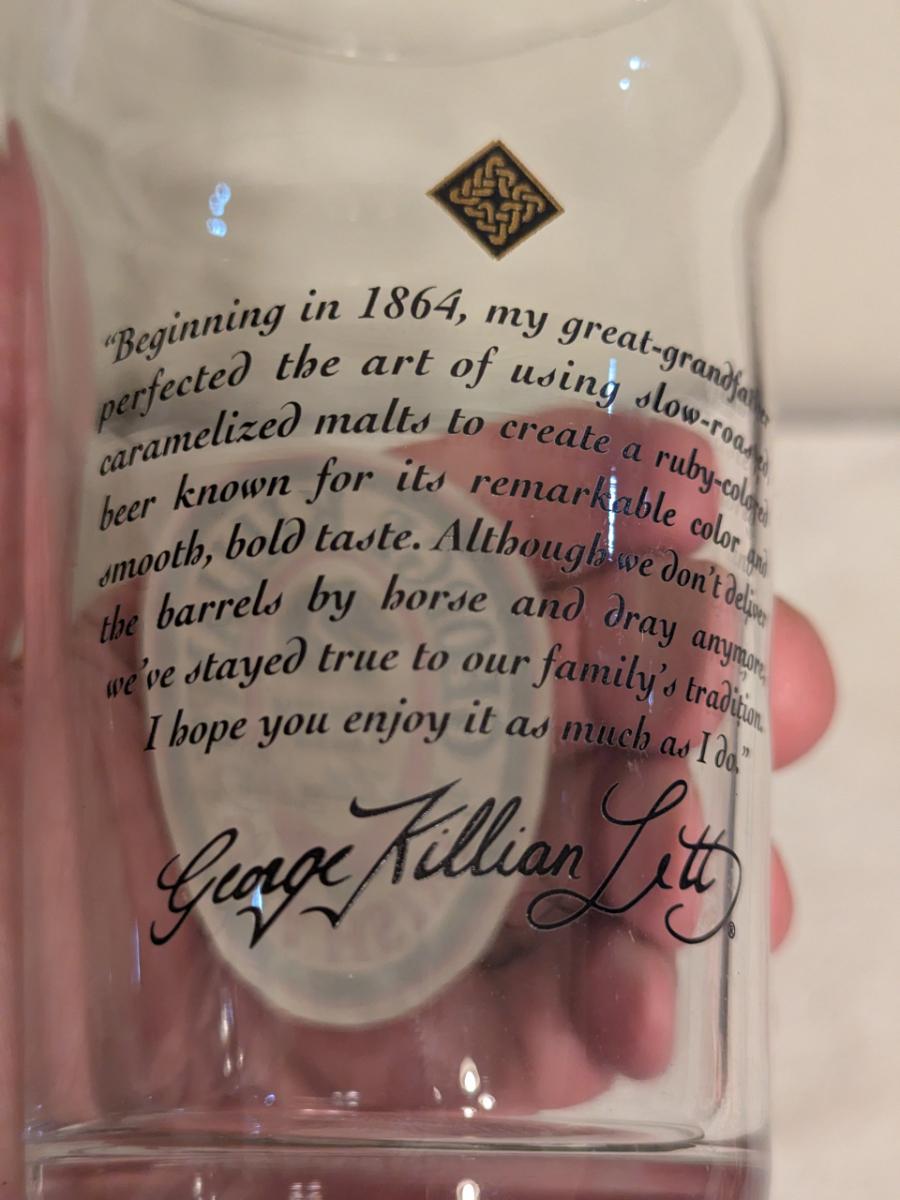 “Beginning in 1864, my great-grandfather
perfected the art of using slow-roasted
caramelized malts to create a ruby-colored
beer known for its remarkable color and
smooth, bold taste. Although we don't deliver
the barrels by horse and dray anymore,
we've stayed true to our family's tradition.
I hope you enjoy it as much as I do.”
George Killian Lett
®